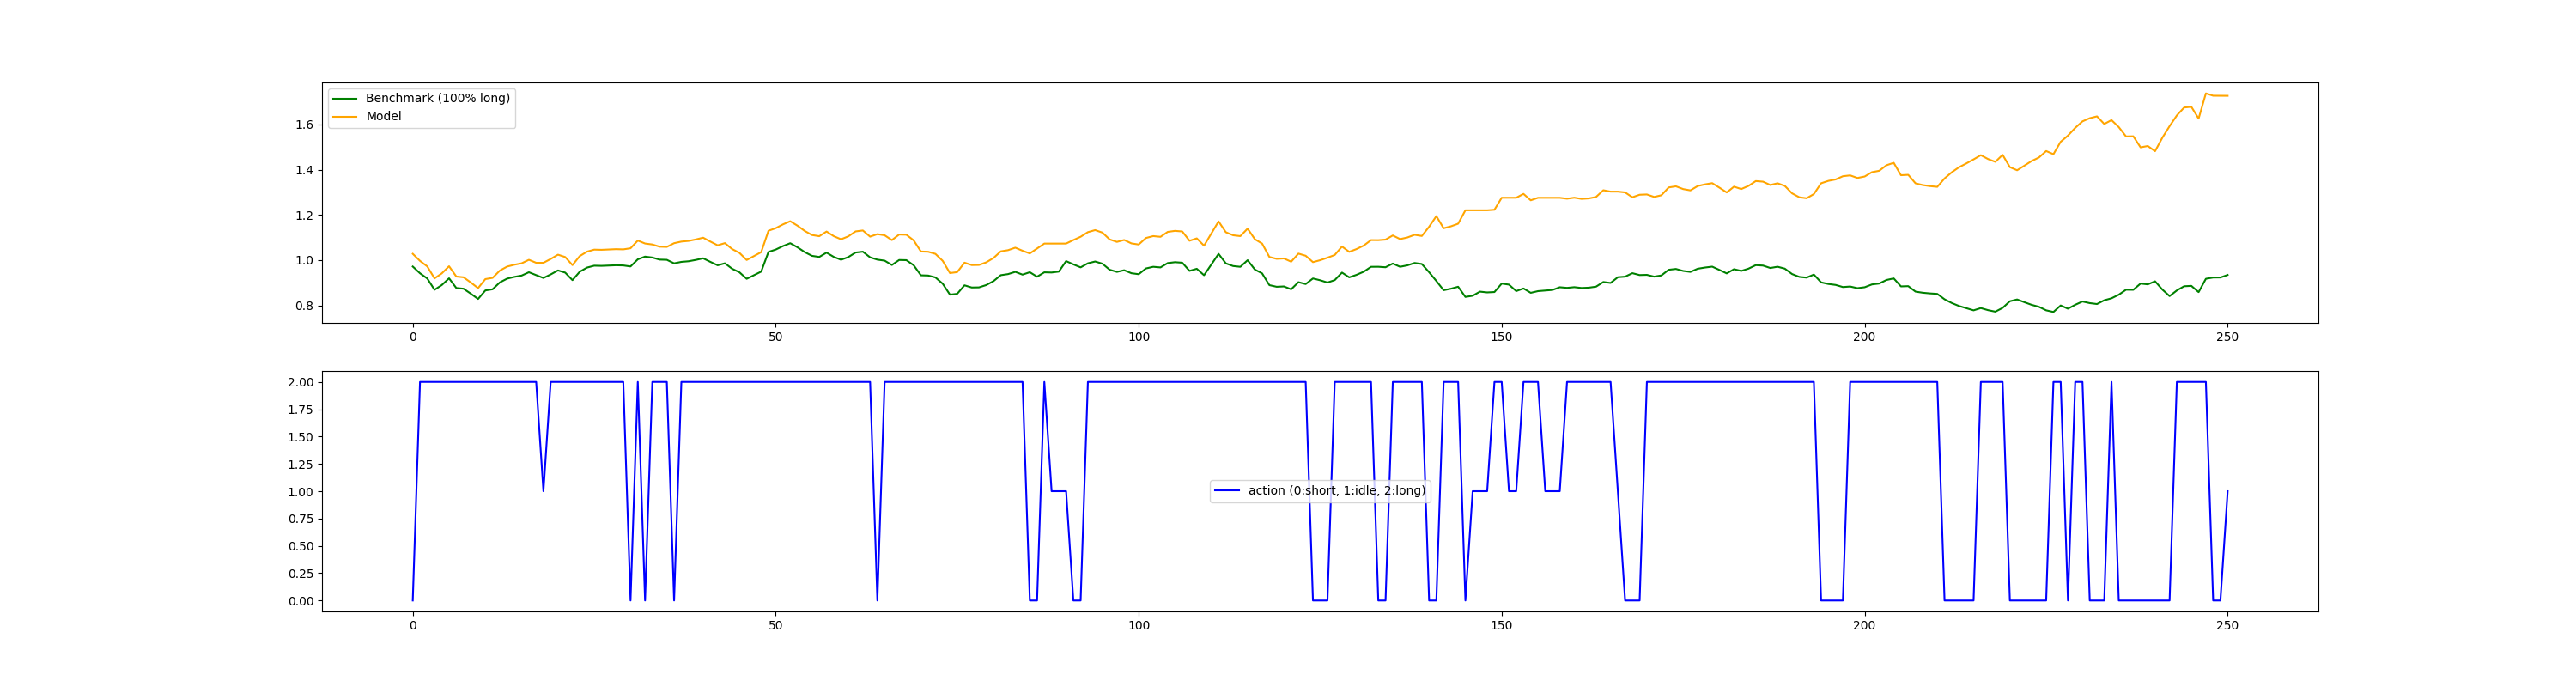 Benchmark (100% long)
Model
1.6
1.4
1.2
1.0
0.8
0 50 100 150 200 250
2.00
1.75
1.50
1.25
1.00
0.75
0.50
0.25
0.00
action (0:short, 1:idle, 2:long)
0 50 100 150 200 250